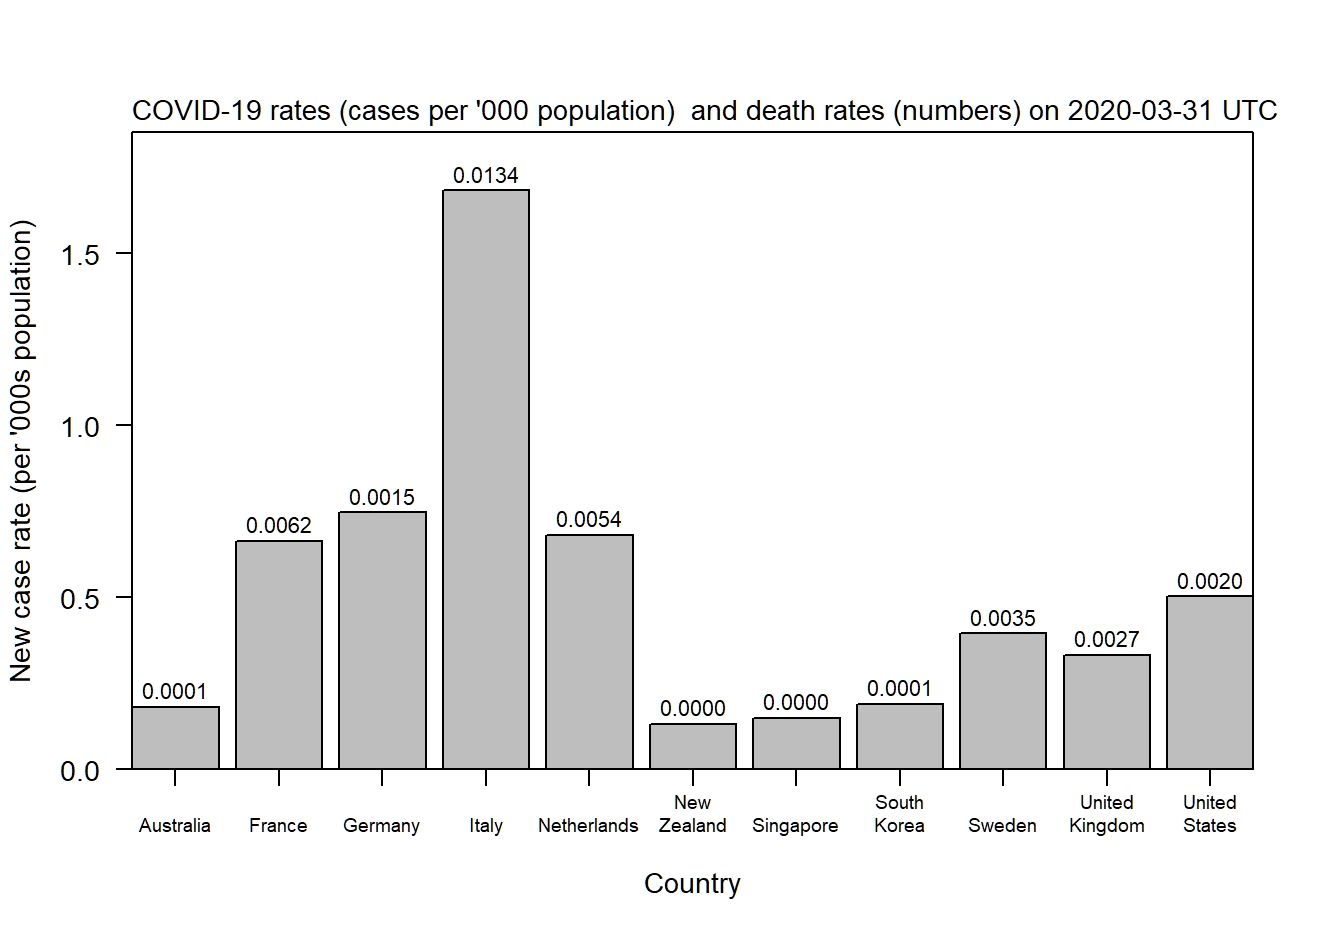 COVID-19 rates (cases per '000 population)  and death rates (numbers) on 2020-03-31 UTC
New case rate (per '000s population)
1.5
1.0
0.5
0.0
0.0001
0.0062
0.0015
0.0134
0.0054
0.0000
0.0000
0.0001
0.0035
0.0027
0.0020
Australia
France
Germany
Italy
Netherlands
New
Zealand
Singapore
South
Korea
Sweden
United
Kingdom
United
States
Country